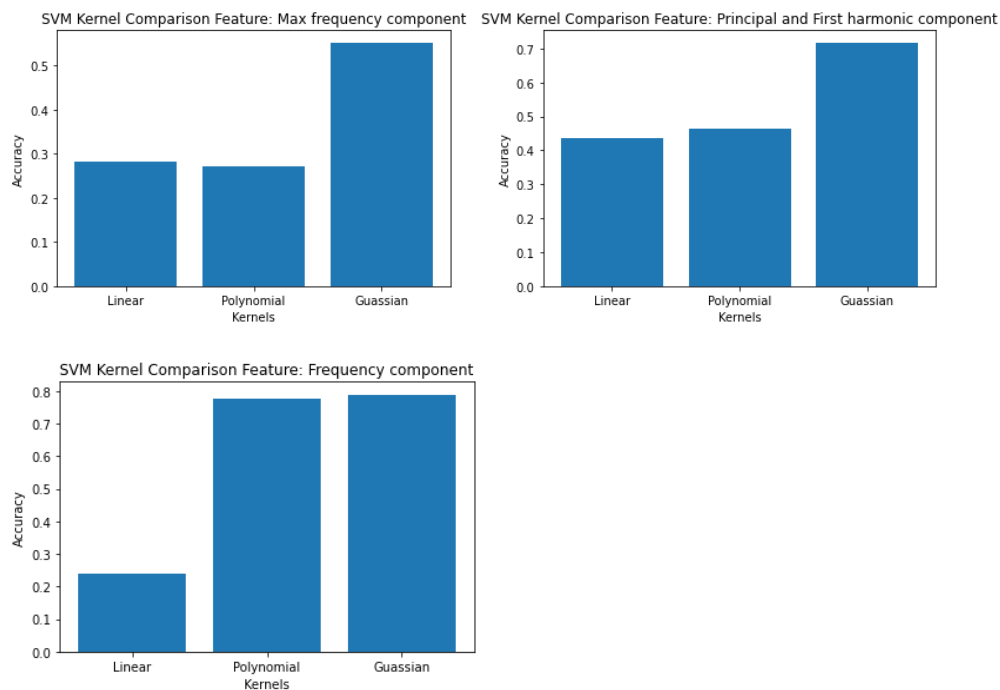 SVM Kernel Comparison Feature: Max frequency component
0.5
0.4
0.3
0.2
0.1
0.0
Accuracy
Linear Polynomial Guassian
Kernels
SVM Kernel Comparison Feature: Principal and First harmonic component
0.7
0.6
0.5
0.4
0.3
0.2
0.1
0.0
Accuracy
Linear Polynomial Guassian
Kernels
SVM Kernel Comparison Feature: Frequency component
0.8
0.7
0.6
0.5
0.4
0.3
0.2
0.1
0.0
Accuracy
Linear Polynomial Guassian
Kernels